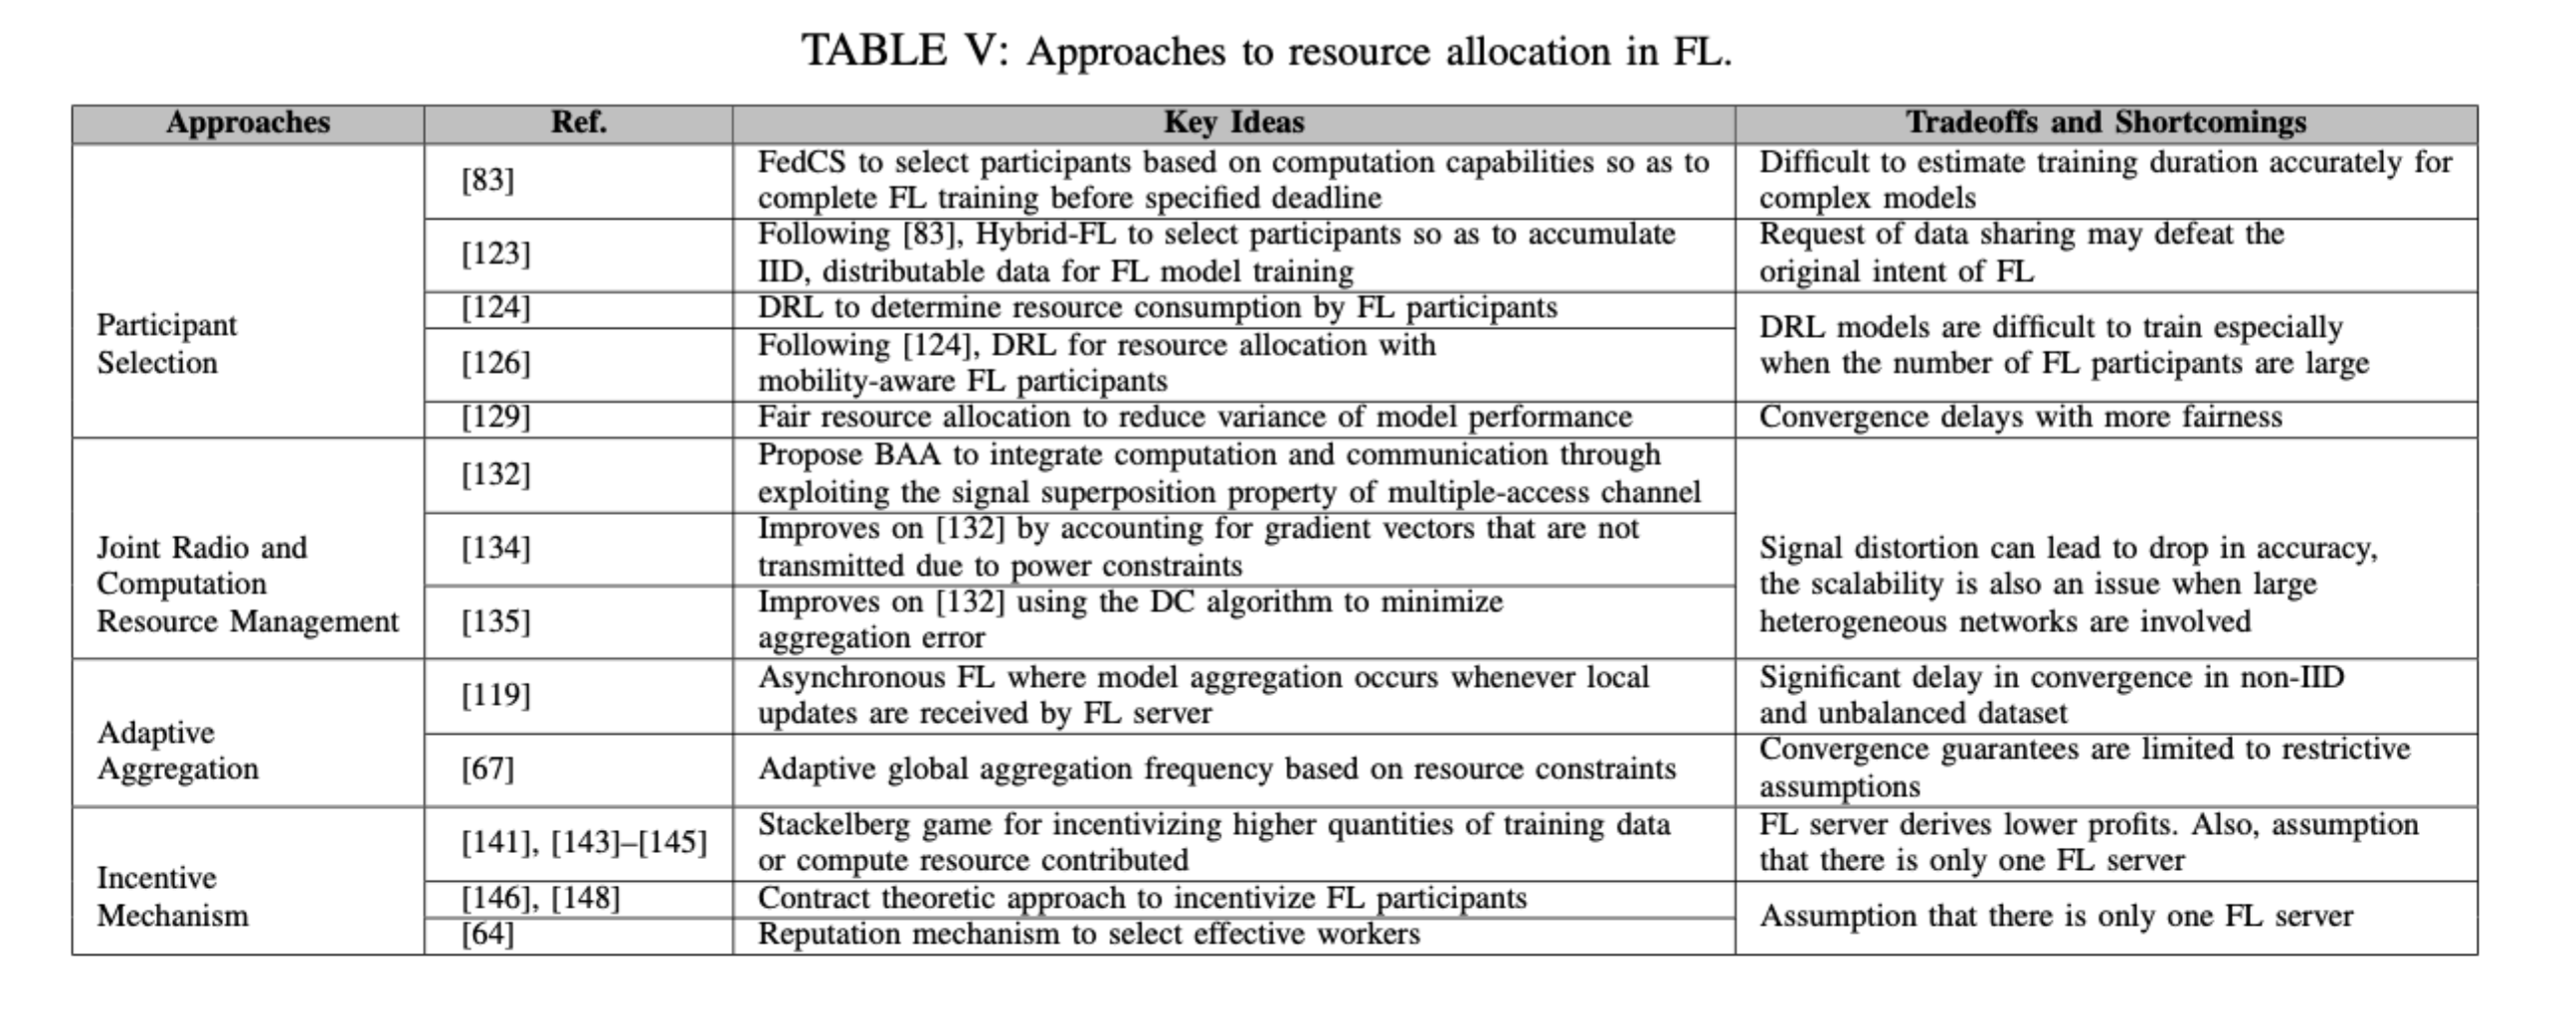 TABLE V: Approaches to resource allocation in FL.
Approaches
Ref.
Key Ideas
Tradeoffs and Shortcomings
Participant
Selection
[83]
FedCS to select participants based on computation capabilities so as to
complete FL training before specified deadline
Difficult to estimate training duration accurately for
complex models
[123]
Following [83], Hybrid-FL to select participants so as to accumulate
IID, distributable data for FL model training
Request of data sharing may defeat the
original intent of FL
[124]
DRL to determine resource consumption by FL participants
DRL models are difficult to train especially
when the number of FL participants are large
[126]
Following [124], DRL for resource allocation with
mobility-aware FL participants
[129]
Fair resource allocation to reduce variance of model performance
Convergence delays with more fairness
Joint Radio and
Computation
Resource Management
[132]
Propose BAA to integrate computation and communication through
exploiting the signal superposition property of multiple-access channel
Signal distortion can lead to drop in accuracy,
the scalability is also an issue when large
heterogeneous networks are involved
[134]
Improves on [132] by accounting for gradient vectors that are not
transmitted due to power constraints
[135]
Improves on [132] using the DC algorithm to minimize
aggregation error
Adaptive
Aggregation
[119]
Asynchronous FL where model aggregation occurs whenever local
updates are received by FL server
Significant delay in convergence in non-IID
and unbalanced dataset
[67]
Adaptive global aggregation frequency based on resource constraints
Convergence guarantees are limited to restrictive
assumptions
Incentive
Mechanism
[141], [143]–[145]
Stackelberg game for incentivizing higher quantities of training data
or compute resource contributed
FL server derives lower profits. Also, assumption
that there is only one FL server
[146], [148]
Contract theoretic approach to incentivize FL participants
Assumption that there is only one FL server
[64]
Reputation mechanism to select effective workers